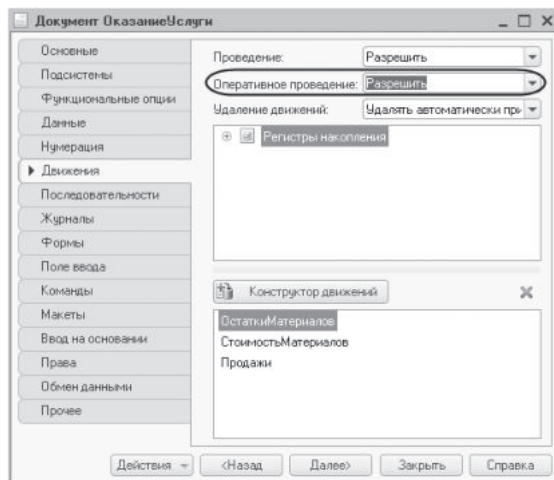 Документ ОказаниеУслуги
Основные
Подсистемы
Функциональные опции
Данные
Нумерация
Движения
Последовательности
Журналы
Формы
Поле ввода
Команды
Макеты
Ввод на основании
Права
Обмен данными
Прочее
Проведение: Разрешить
Оперативное проведение: Разрешить
Удаление движений: Удалять автоматически при
Регистры накопления
Конструктор движений
ОстаткиМатериалов
СтоимостьМатериалов
Продажи
Действия <Назад Далее> Закрыть Справка